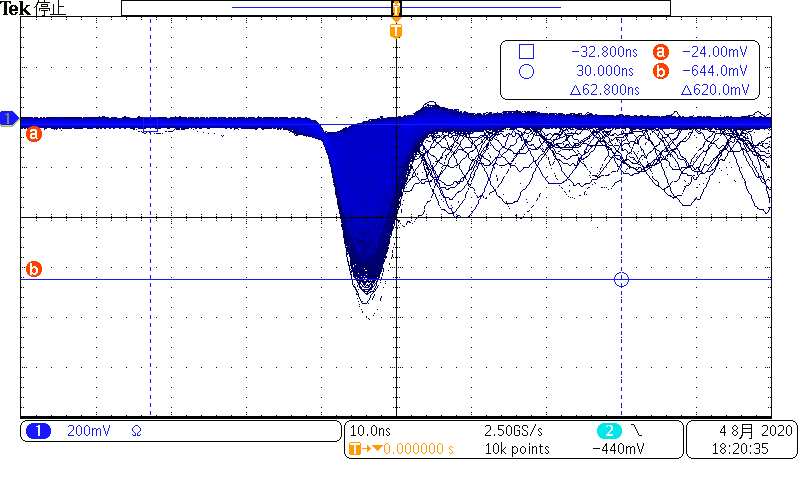 Tek 停止
T
T
-32.800ns a -24.00mV
30.000ns b -644.0mV
Δ62.800ns Δ620.0mV
1
a
b
1 200mV Ω 10.0ns 2.50GS/s 2 -440mV 4 8月 2020
T→▼0.000000 s 10k points 18:20:35